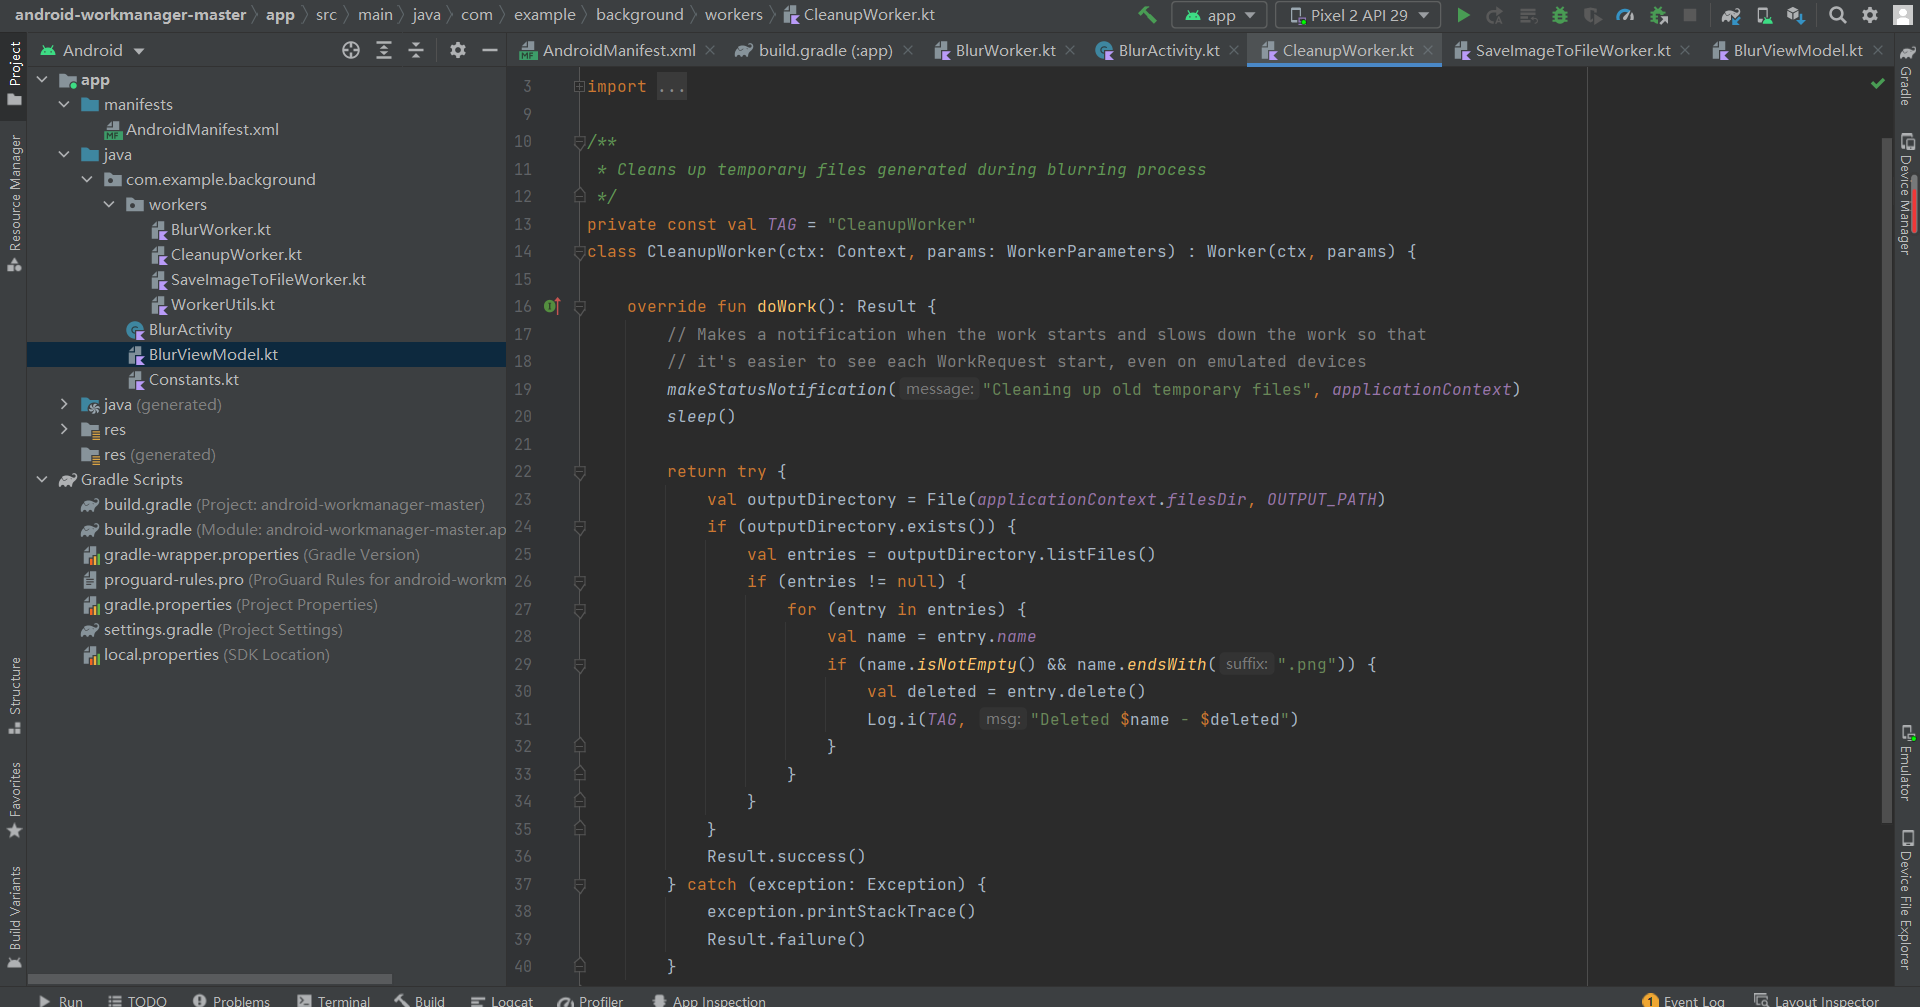 android-workmanager-master 〉 app 〉 src 〉 main 〉 java 〉 com 〉 example 〉 background 〉 workers 〉 CleanupWorker.kt
app
Pixel 2 API 29
Project
Resource Manager
Structure
Favorites
Build Variants
Android
app
manifests
AndroidManifest.xml
java
com.example.background
workers
BlurWorker.kt
CleanupWorker.kt
SaveImageToFileWorker.kt
WorkerUtils.kt
BlurActivity
BlurViewModel.kt
Constants.kt
java (generated)
res
res (generated)
Gradle Scripts
build.gradle (Project: android-workmanager-master)
build.gradle (Module: android-workmanager-master.ap
gradle-wrapper.properties (Gradle Version)
proguard-rules.pro (ProGuard Rules for android-workm
gradle.properties (Project Properties)
settings.gradle (Project Settings)
local.properties (SDK Location)
AndroidManifest.xml
build.gradle (:app)
BlurWorker.kt
BlurActivity.kt
CleanupWorker.kt
SaveImageToFileWorker.kt
BlurViewModel.kt
3 import ...
9
10 /**
11 * Cleans up temporary files generated during blurring process
12 */
13 private const val TAG = "CleanupWorker"
14 class CleanupWorker(ctx: Context, params: WorkerParameters) : Worker(ctx, params) {
15
16 override fun doWork(): Result {
17 // Makes a notification when the work starts and slows down the work so that
18 // it's easier to see each WorkRequest start, even on emulated devices
19 makeStatusNotification( message: "Cleaning up old temporary files", applicationContext)
20 sleep()
21
22 return try {
23 val outputDirectory = File(applicationContext.filesDir, OUTPUT_PATH)
24 if (outputDirectory.exists()) {
25 val entries = outputDirectory.listFiles()
26 if (entries != null) {
27 for (entry in entries) {
28 val name = entry.name
29 if (name.isNotEmpty() && name.endsWith( suffix: ".png")) {
30 val deleted = entry.delete()
31 Log.i(TAG, msg: "Deleted $name - $deleted")
32 }
33 }
34 }
35 }
36 Result.success()
37 } catch (exception: Exception) {
38 exception.printStackTrace()
39 Result.failure()
40 }
Gradle
Device Manager
Emulator
Device File Explorer
Run
TODO
Problems
Terminal
Build
Logcat
Profiler
App Inspection
1 Event Log
Layout Inspector